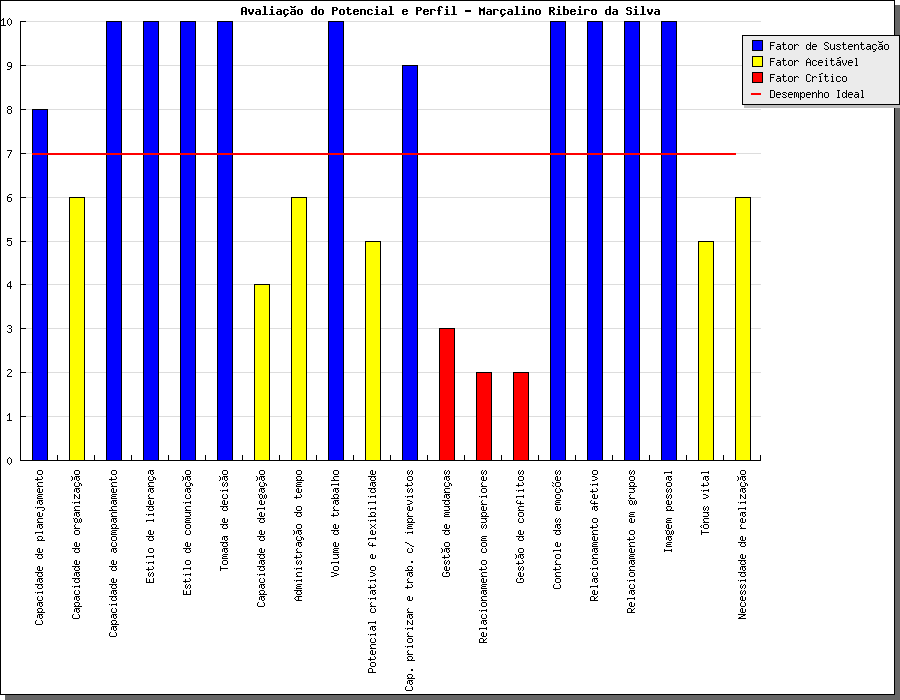 Avaliação do Potencial e Perfil - Marçalino Ribeiro da Silva
Fator de Sustentação
Fator Aceitável
Fator Crítico
Desempenho Ideal
10
9
8
7
6
5
4
3
2
1
0
Capacidade de planejamento
Capacidade de organização
Capacidade de acompanhamento
Estilo de liderança
Estilo de comunicação
Tomada de decisão
Capacidade de delegação
Administração do tempo
Volume de trabalho
Potencial criativo e flexibilidade
Cap. priorizar e trab. c/ imprevistos
Gestão de mudanças
Relacionamento com superiores
Gestão de conflitos
Controle das emoções
Relacionamento afetivo
Relacionamento em grupos
Imagem pessoal
Tônus vital
Necessidade de realização